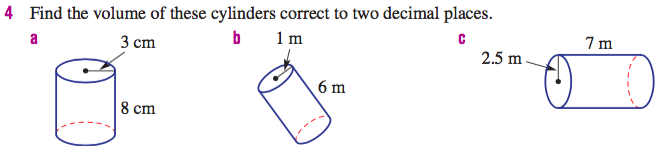 4 Find the volume of these cylinders correct to two decimal places.
a 3 cm b 1 m c 7 m
2.5 m
6 m
8 cm